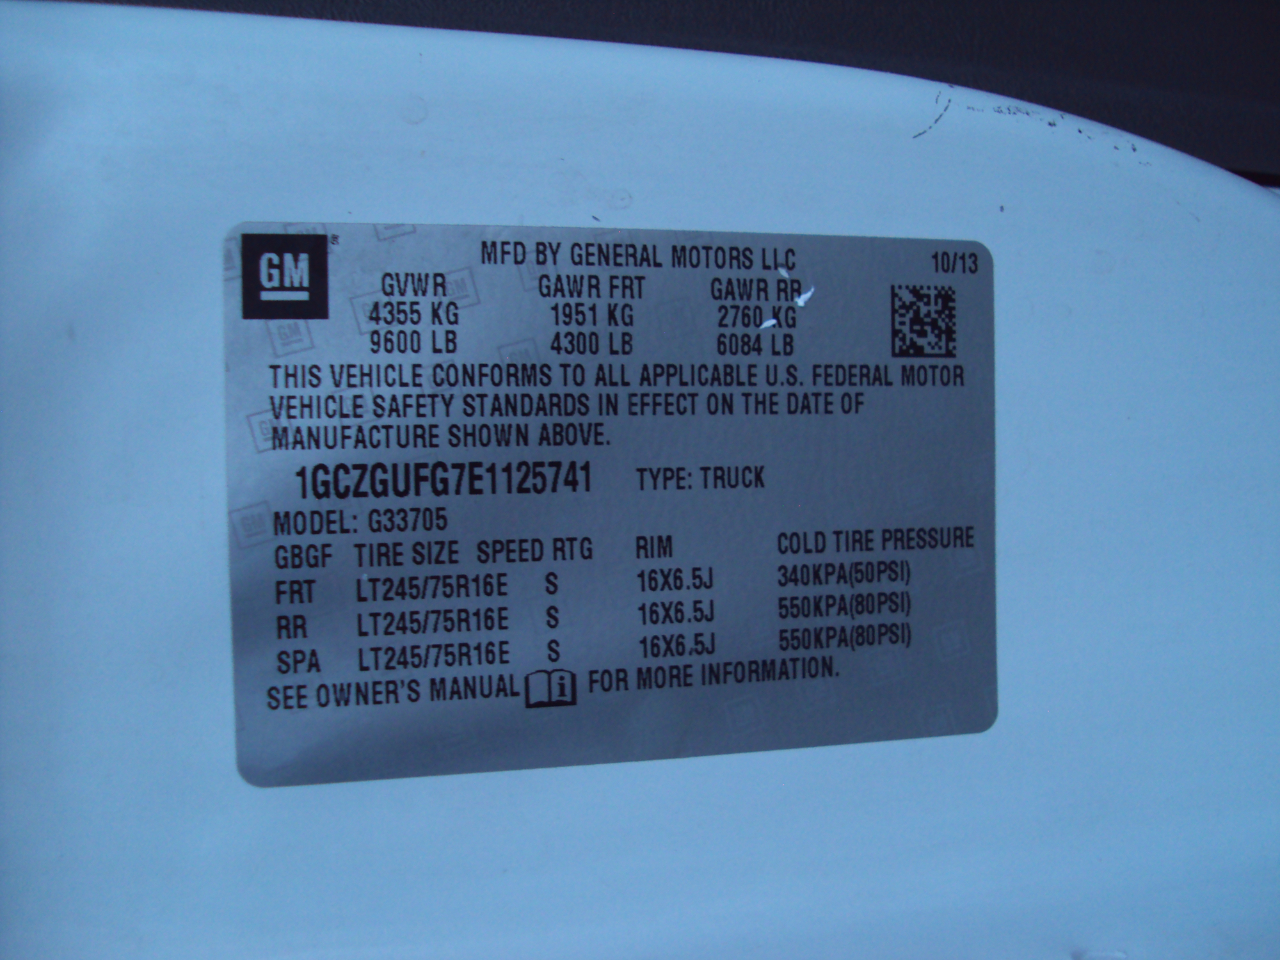 GM
MFD BY GENERAL MOTORS LLC 10/13
GVWR GAWR FRT GAWR RR
4355 KG 1951 KG 2760 KG
9600 LB 4300 LB 6084 LB
THIS VEHICLE CONFORMS TO ALL APPLICABLE U.S. FEDERAL MOTOR
VEHICLE SAFETY STANDARDS IN EFFECT ON THE DATE OF
MANUFACTURE SHOWN ABOVE.
1GCZGUFG7E1125741 TYPE: TRUCK
MODEL: G33705
GBGF TIRE SIZE SPEED RTG RIM COLD TIRE PRESSURE
FRT LT245/75R16E S 16X6.5J 340KPA(50PSI)
RR LT245/75R16E S 16X6.5J 550KPA(80PSI)
SPA LT245/75R16E S 16X6.5J 550KPA(80PSI)
SEE OWNER'S MANUAL i FOR MORE INFORMATION.